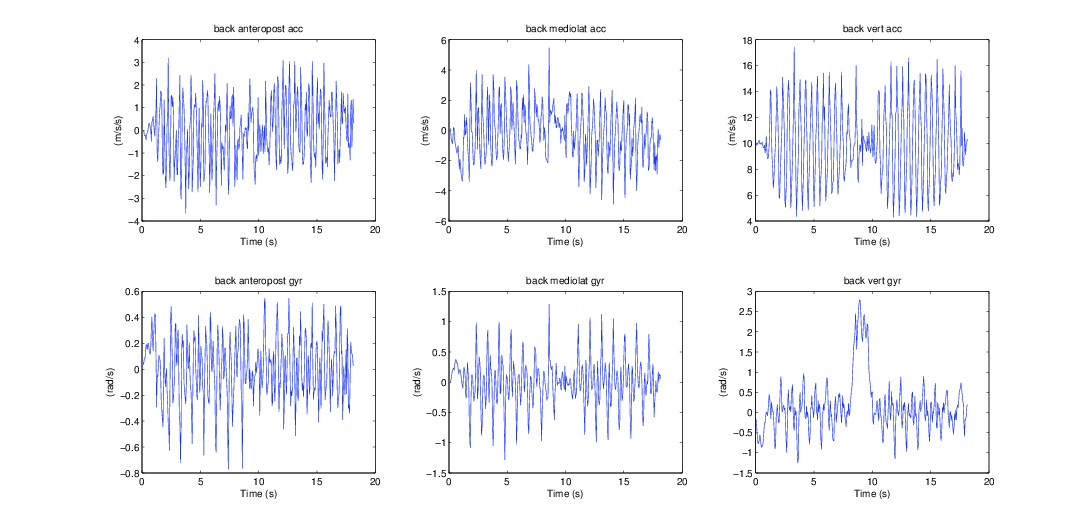 back anteropost acc
4
3
2
1
0
−1
−2
−3
−4
(m/s/s)
0 5 10 15 20
Time (s)
back mediolat acc
6
4
2
0
−2
−4
−6
(m/s/s)
0 5 10 15 20
Time (s)
back vert acc
18
16
14
12
10
8
6
4
(m/s/s)
0 5 10 15 20
Time (s)
back anteropost gyr
0.6
0.4
0.2
0
−0.2
−0.4
−0.6
−0.8
(rad/s)
0 5 10 15 20
Time (s)
back mediolat gyr
1.5
1
0.5
0
−0.5
−1
−1.5
(rad/s)
0 5 10 15 20
Time (s)
back vert gyr
3
2.5
2
1.5
1
0.5
0
−0.5
−1
−1.5
(rad/s)
0 5 10 15 20
Time (s)